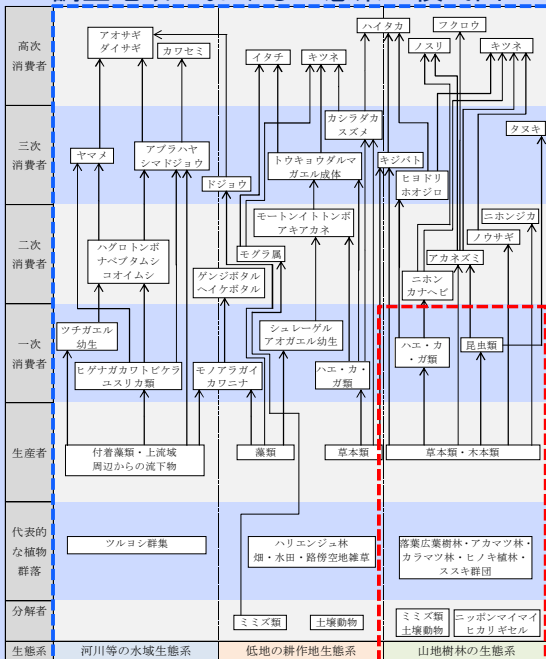 高次
消費者
アオサギ
ダイサギ
カワセミ
イタチ
キツネ
ハイタカ
フクロウ
ノスリ
キツネ
三次
消費者
ヤマメ
アブラハヤ
シマドジョウ
ドジョウ
カシラダカ
スズメ
トウキョウダルマ
ガエル成体
キジバト
ヒヨドリ
ホオジロ
タヌキ
二次
消費者
ハグロトンボ
ナベブタムシ
コオイムシ
モートンイトトンボ
アキアカネ
モグラ属
ゲンジボタル
ヘイケボタル
ニホンジカ
ノウサギ
アカネズミ
ニホン
カナヘビ
一次
消費者
ツチガエル
幼生
ヒゲナガカワトビケラ
ユスリカ類
モノアラガイ
カワニナ
シュレーゲル
アオガエル幼生
ハエ・カ・
ガ類
ハエ・カ
・ガ類
昆虫類
生産者
付着藻類・上流域
周辺からの流下物
藻類
草本類
草本類・木本類
代表的
な植物
群落
ツルヨシ群集
ハリエンジュ林
畑・水田・路傍空地雑草
落葉広葉樹林・アカマツ林・
カラマツ林・ヒノキ植林・
ススキ群団
分解者
ミミズ類
土壌動物
ミミズ類
土壌動物
ニッポンマイマイ
ヒカリギセル
生態系
河川等の水域生態系
低地の耕作地生態系
山地樹林の生態系